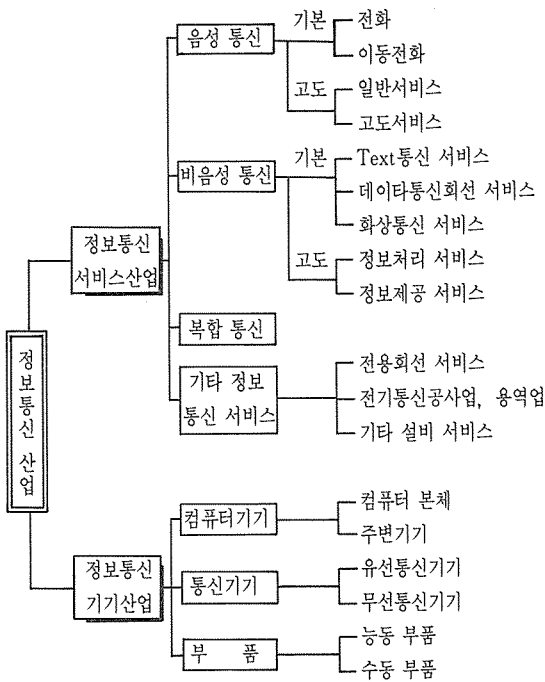 정보통신 산업
정보통신
서비스산업
음성 통신
기본
전화
이동전화
고도
일반서비스
고도서비스
비음성 통신
기본
Text통신 서비스
데이타통신회선 서비스
화상통신 서비스
고도
정보처리 서비스
정보제공 서비스
복합 통신
기타 정보
통신 서비스
전용회선 서비스
전기통신공사업, 용역업
기타 설비 서비스
정보통신
기기산업
컴퓨터기기
컴퓨터 본체
주변기기
통신기기
유선통신기기
무선통신기기
부 품
능동 부품
수동 부품